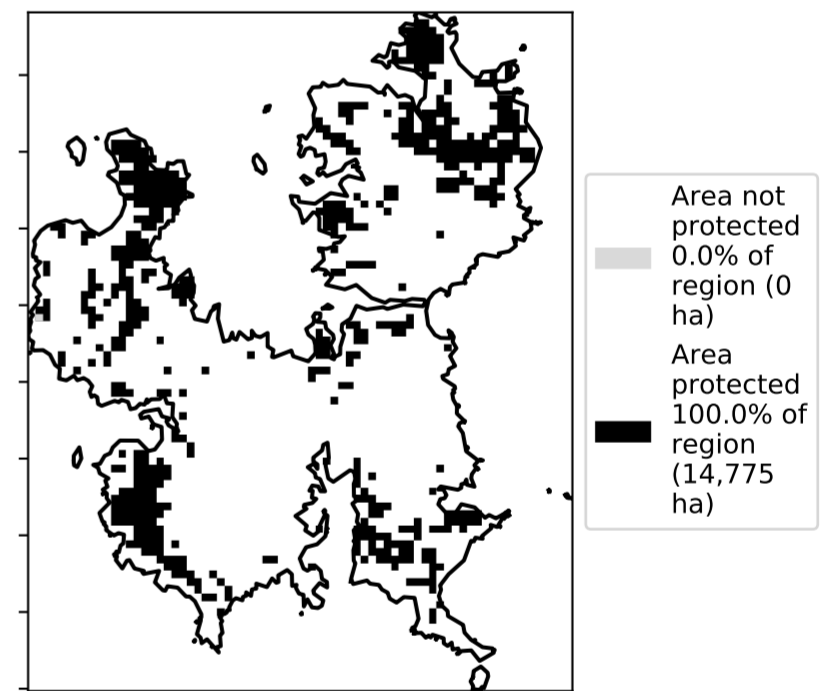 Area not
protected
0.0% of
region (0
ha)
Area
protected
100.0% of
region
(14,775
ha)